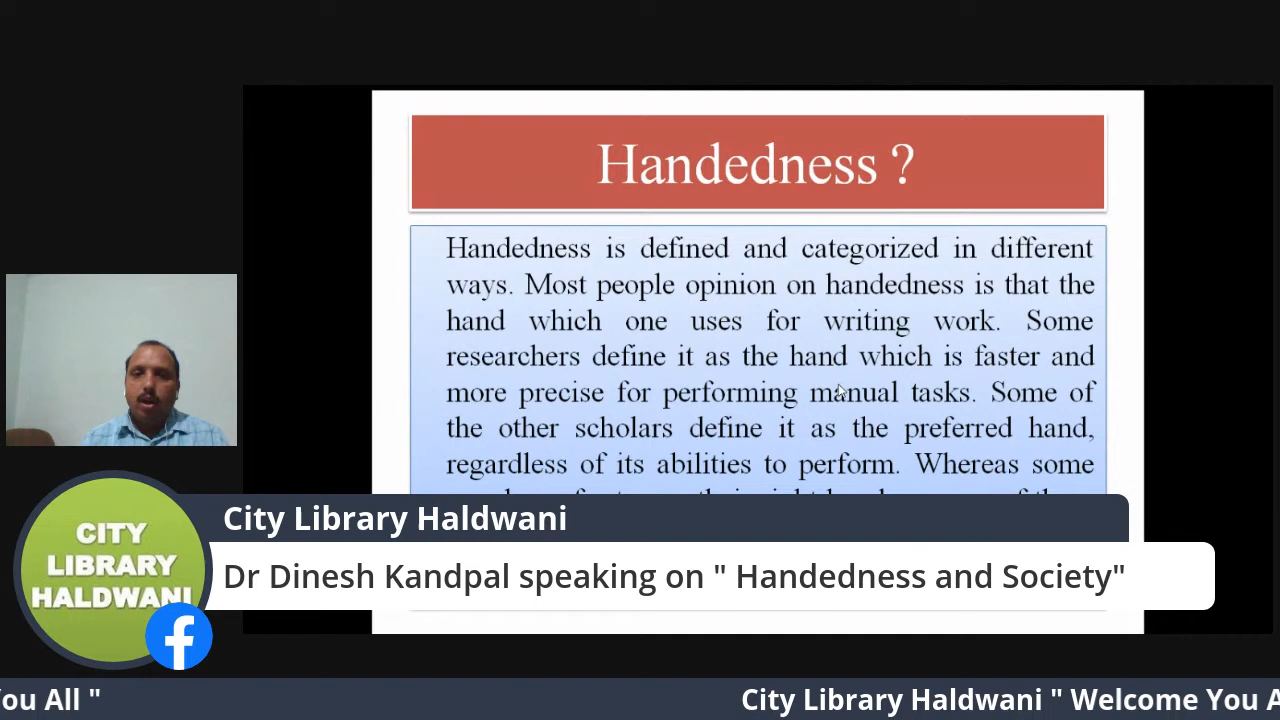 Handedness ?
Handedness is defined and categorized in different
ways. Most people opinion on handedness is that the
hand which one uses for writing work. Some
researchers define it as the hand which is faster and
more precise for performing manual tasks. Some of
the other scholars define it as the preferred hand,
regardless of its abilities to perform. Whereas some
CITY
LIBRARY
HALDWANI
City Library Haldwani
Dr Dinesh Kandpal speaking on " Handedness and Society"
You All "
City Library Haldwani " Welcome You A